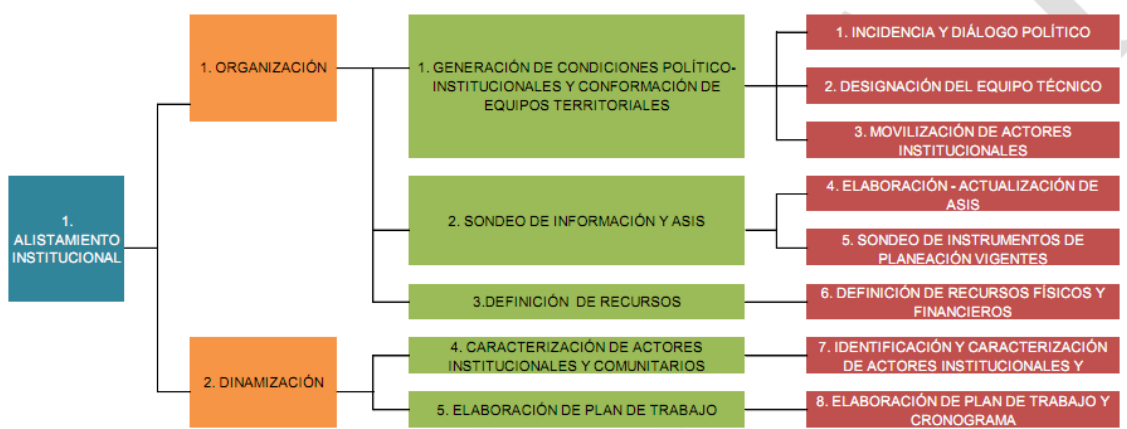 1.
ALISTAMIENTO
INSTITUCIONAL
1. ORGANIZACIÓN
2. DINAMIZACIÓN
1. GENERACIÓN DE CONDICIONES POLÍTICO-
INSTITUCIONALES Y CONFORMACIÓN DE
EQUIPOS TERRITORIALES
2. SONDEO DE INFORMACIÓN Y ASIS
3.DEFINICIÓN DE RECURSOS
4. CARACTERIZACIÓN DE ACTORES
INSTITUCIONALES Y COMUNITARIOS
5. ELABORACIÓN DE PLAN DE TRABAJO
1. INCIDENCIA Y DIÁLOGO POLÍTICO
2. DESIGNACIÓN DEL EQUIPO TÉCNICO
3. MOVILIZACIÓN DE ACTORES
INSTITUCIONALES
4. ELABORACIÓN - ACTUALIZACIÓN DE
ASIS
5. SONDEO DE INSTRUMENTOS DE
PLANEACIÓN VIGENTES
6. DEFINICIÓN DE RECURSOS FÍSICOS Y
FINANCIEROS
7. IDENTIFICACIÓN Y CARACTERIZACIÓN
DE ACTORES INSTITUCIONALES Y
8. ELABORACIÓN DE PLAN DE TRABAJO Y
CRONOGRAMA